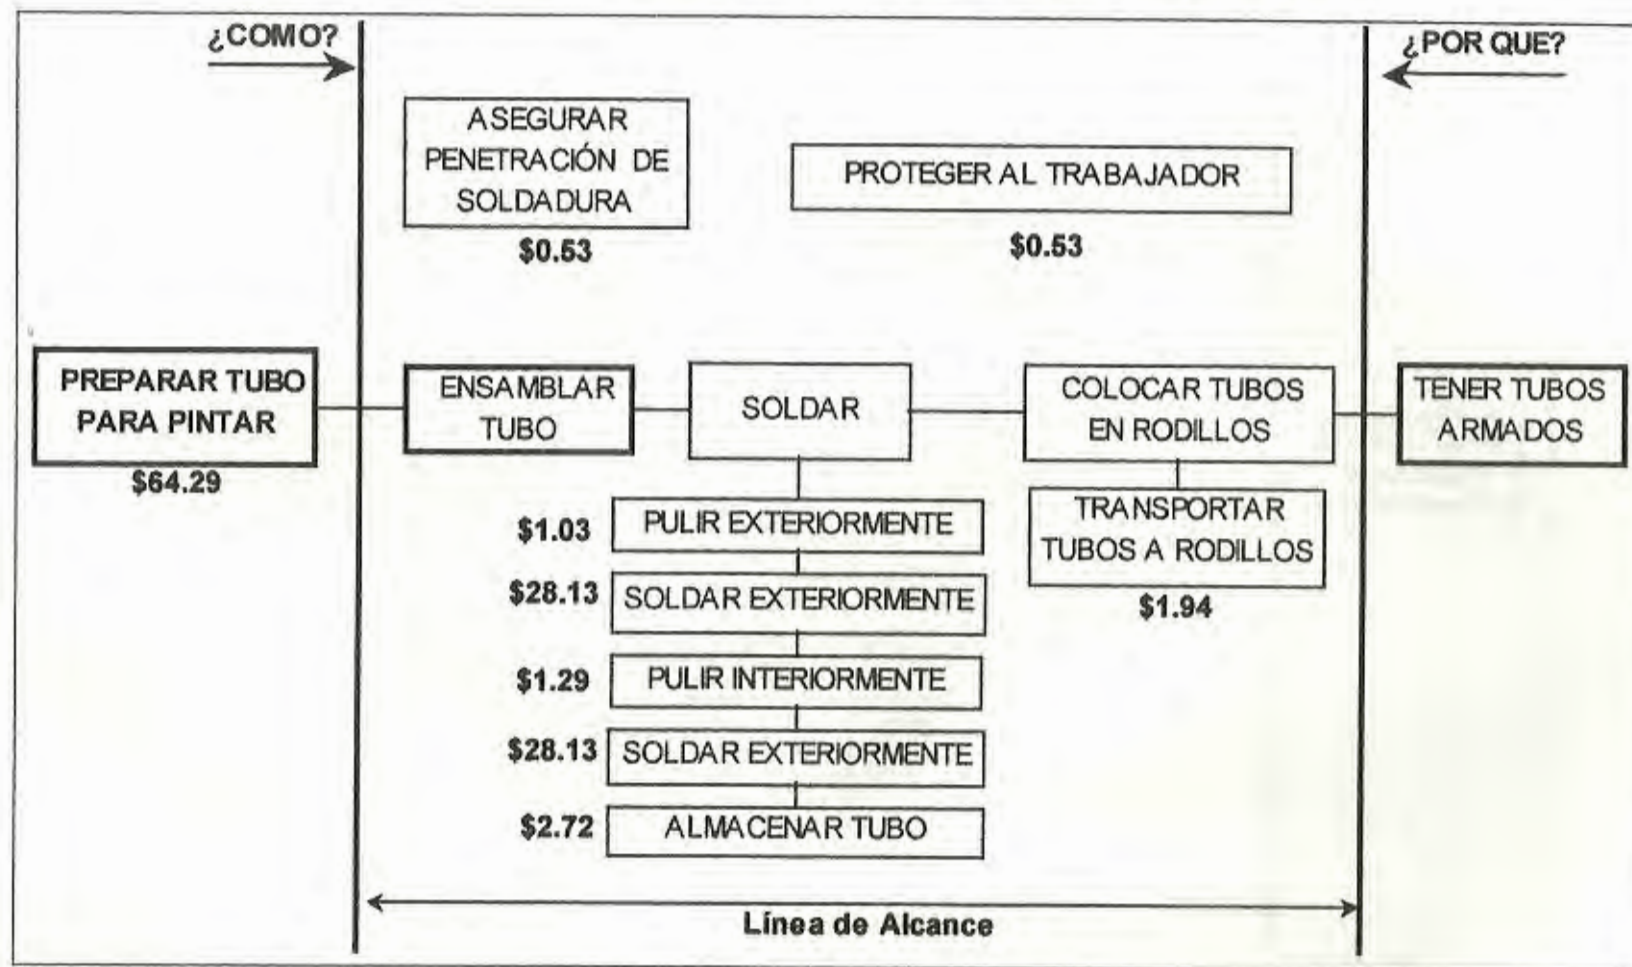 ¿COMO?
¿POR QUE?
ASEGURAR
PENETRACIÓN DE
SOLDADURA
$0.53
PROTEGER AL TRABAJADOR
$0.53
PREPARAR TUBO
PARA PINTAR
$64.29
ENSAMBLAR
TUBO
SOLDAR
COLOCAR TUBOS
EN RODILLOS
TENER TUBOS
ARMADOS
$1.03
PULIR EXTERIORMENTE
$28.13
SOLDAR EXTERIORMENTE
$1.29
PULIR INTERIORMENTE
$28.13
SOLDAR EXTERIORMENTE
$2.72
ALMACENAR TUBO
TRANSPORTAR
TUBOS A RODILLOS
$1.94
Línea de Alcance